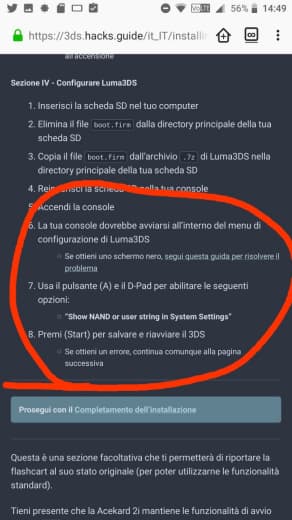 56% 14:49
https://3ds.hacks.guide/it_IT/installin
all'accensione
Sezione IV - Configurare Luma3DS
1. Inserisci la scheda SD nel tuo computer
2. Elimina il file boot.firm dalla directory principale della tua
scheda SD
3. Copia il file boot.firm dall'archivio .7z di Luma3DS nella
directory principale della tua scheda SD
4. Reinserisci la scheda SD nella tua console
5. Accendi la console
6. La tua console dovrebbe avviarsi all'interno del menu di
configurazione di Luma3DS
Se ottieni uno schermo nero, segui questa guida per risolvere il
problema
7. Usa il pulsante (A) e il D-Pad per abilitare le seguenti
opzioni:
"Show NAND or user string in System Settings"
8. Premi (Start) per salvare e riavviare il 3DS
Se ottieni un errore, continua comunque alla pagina
successiva
Prosegui con il Completamento dell'installazione
Questa è una sezione facoltativa che ti permetterà di riportare la
flashcart al suo stato originale (per poter utilizzarne le funzionalità
standard).
Tieni presente che la Acekard 2i mantiene le funzionalità di avvio